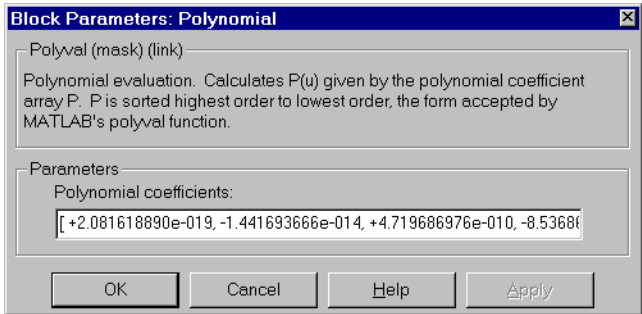 Block Parameters: Polynomial
Polyval (mask) (link)
Polynomial evaluation. Calculates P(u) given by the polynomial coefficient
array P. P is sorted highest order to lowest order, the form accepted by
MATLAB's polyval function.
Parameters
Polynomial coefficients:
[ +2.081618890e-019, -1.441693666e-014, +4.719686976e-010, -8.5368
OK
Cancel
Help
Apply